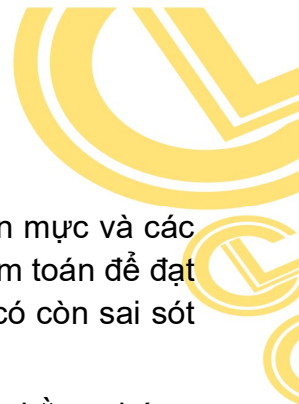 n mực và các
m toán để đạt
có còn sai sót